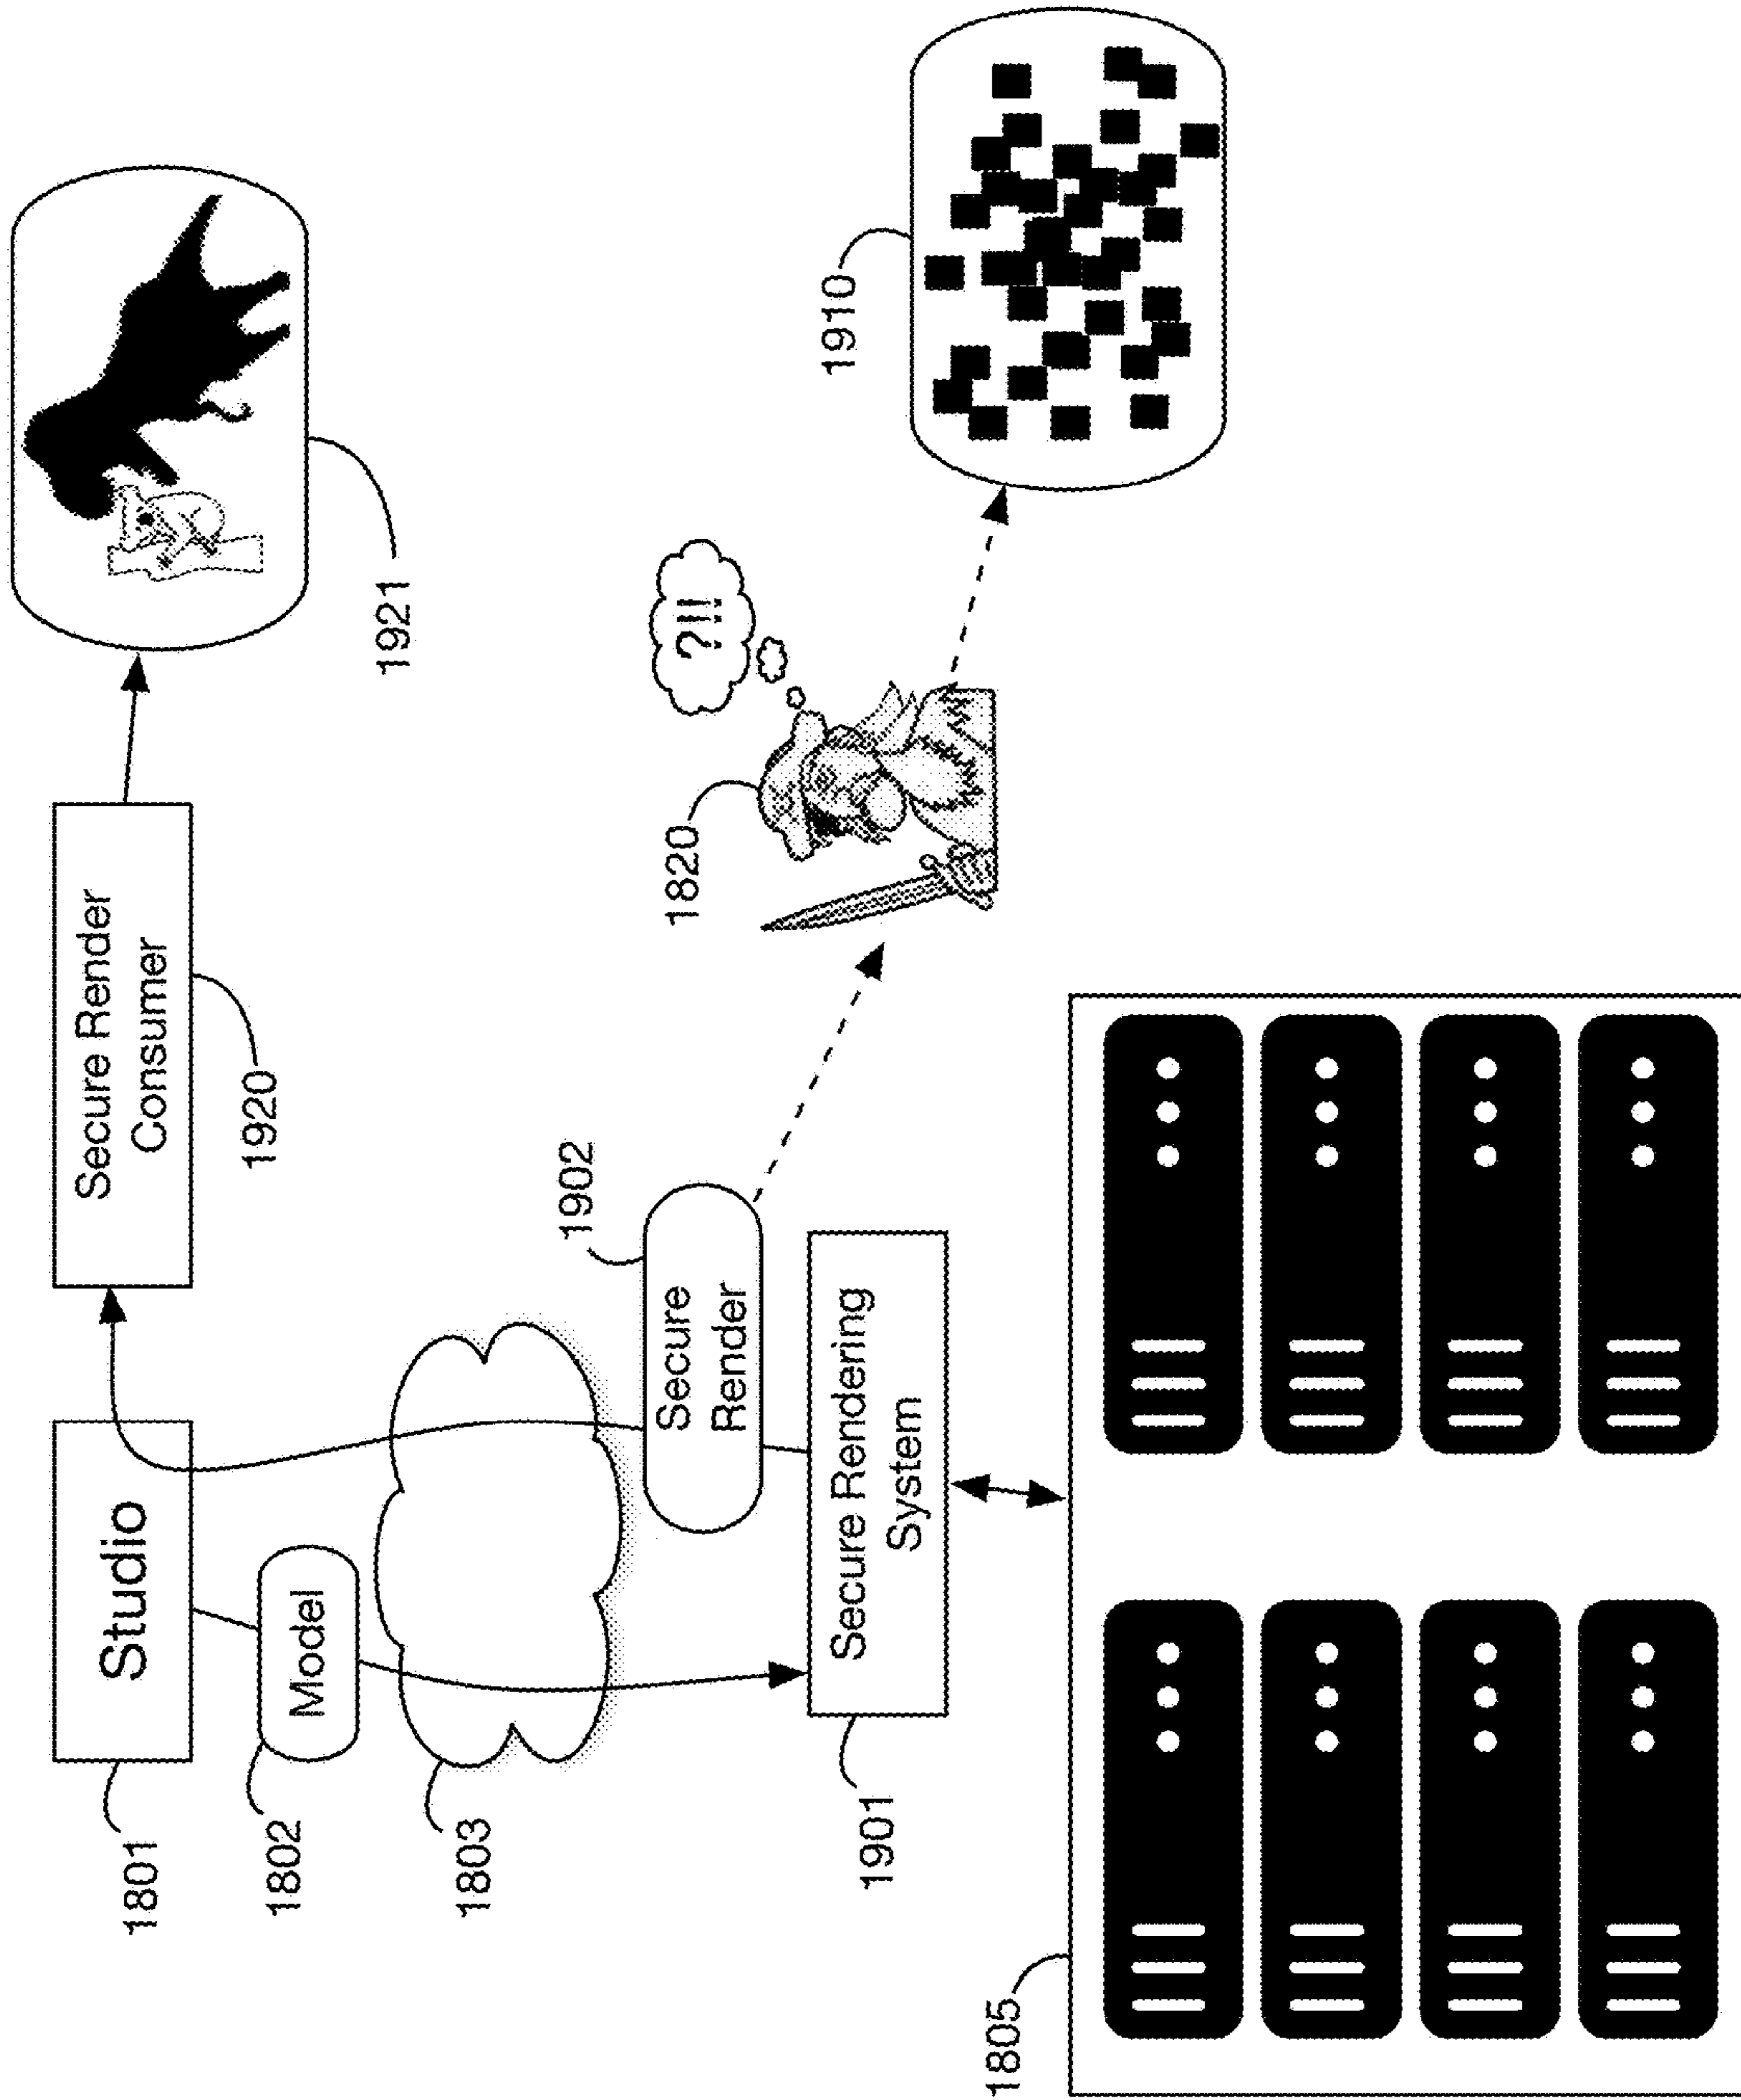 1801
Studio
1802
Model
1803
1901
Secure Rendering
System
1805
Secure
Render
1902
Secure Render
Consumer
1920
1921
1820
?!!
1910